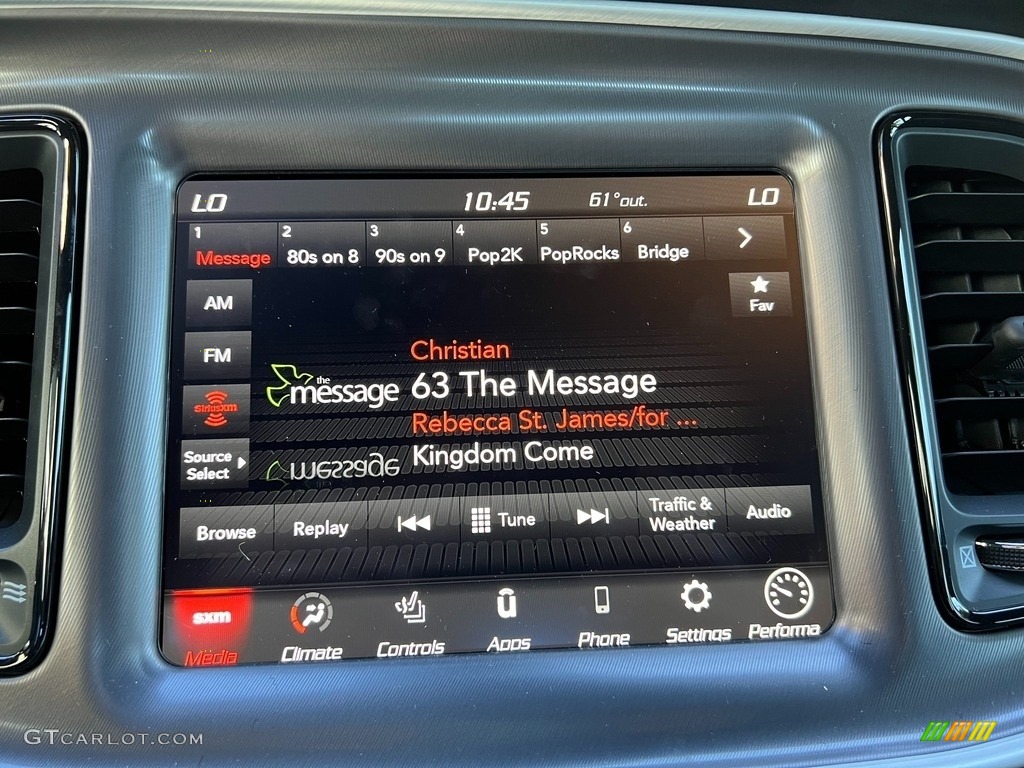 LO 10:45 61°out. LO
1 2 3 4 5 6
Message 80s on 8 90s on 9 Pop2K PopRocks Bridge
Fav
AM
FM
siriusxm
Source
Select
Christian
the
message 63 The Message
Rebecca St. James/for ...
Kingdom Come
message
Browse Replay Tune Traffic &
Weather Audio
sxm
Media Climate Controls Apps Phone Settings Performa
GTCARLOT.COM